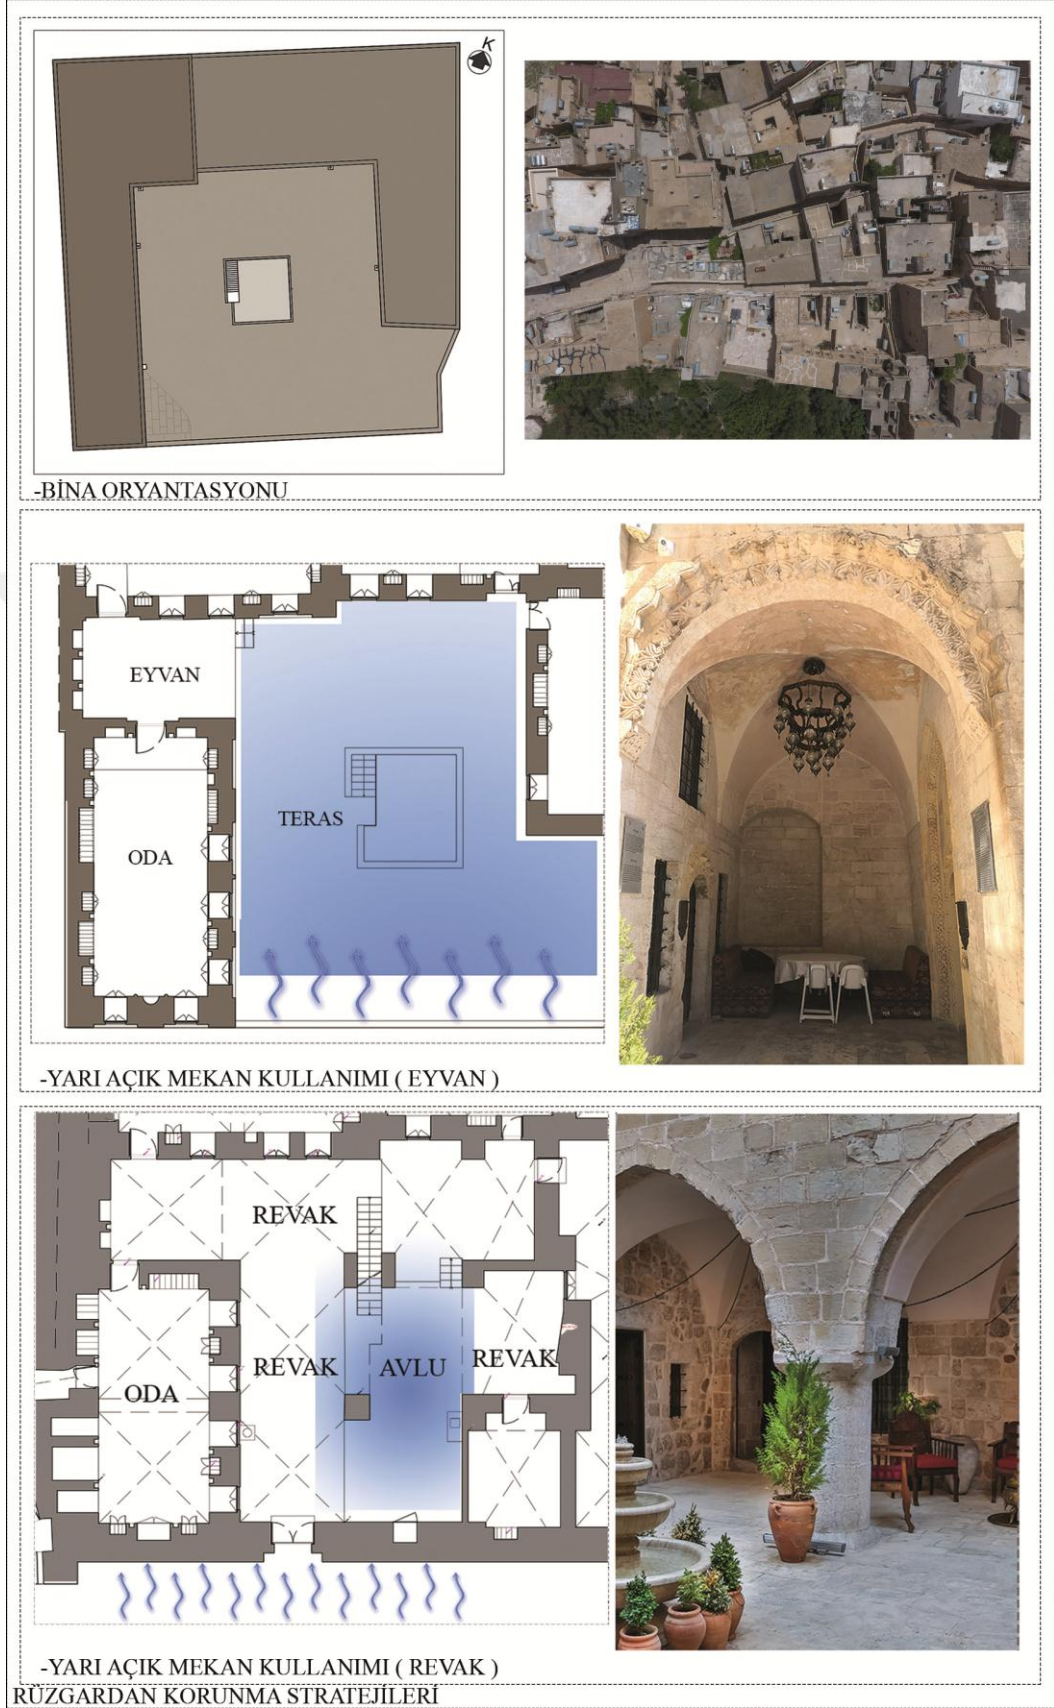 K
-BİNA ORYANTASYONU
EYVAN
TERAS
ODA
-YARI AÇIK MEKAN KULLANIMI ( EYVAN )
REVAK
REVAK
AVLU
REVAK
ODA
-YARI AÇIK MEKAN KULLANIMI ( REVAK )
RÜZGARDAN KORUNMA STRATEJİLERİ